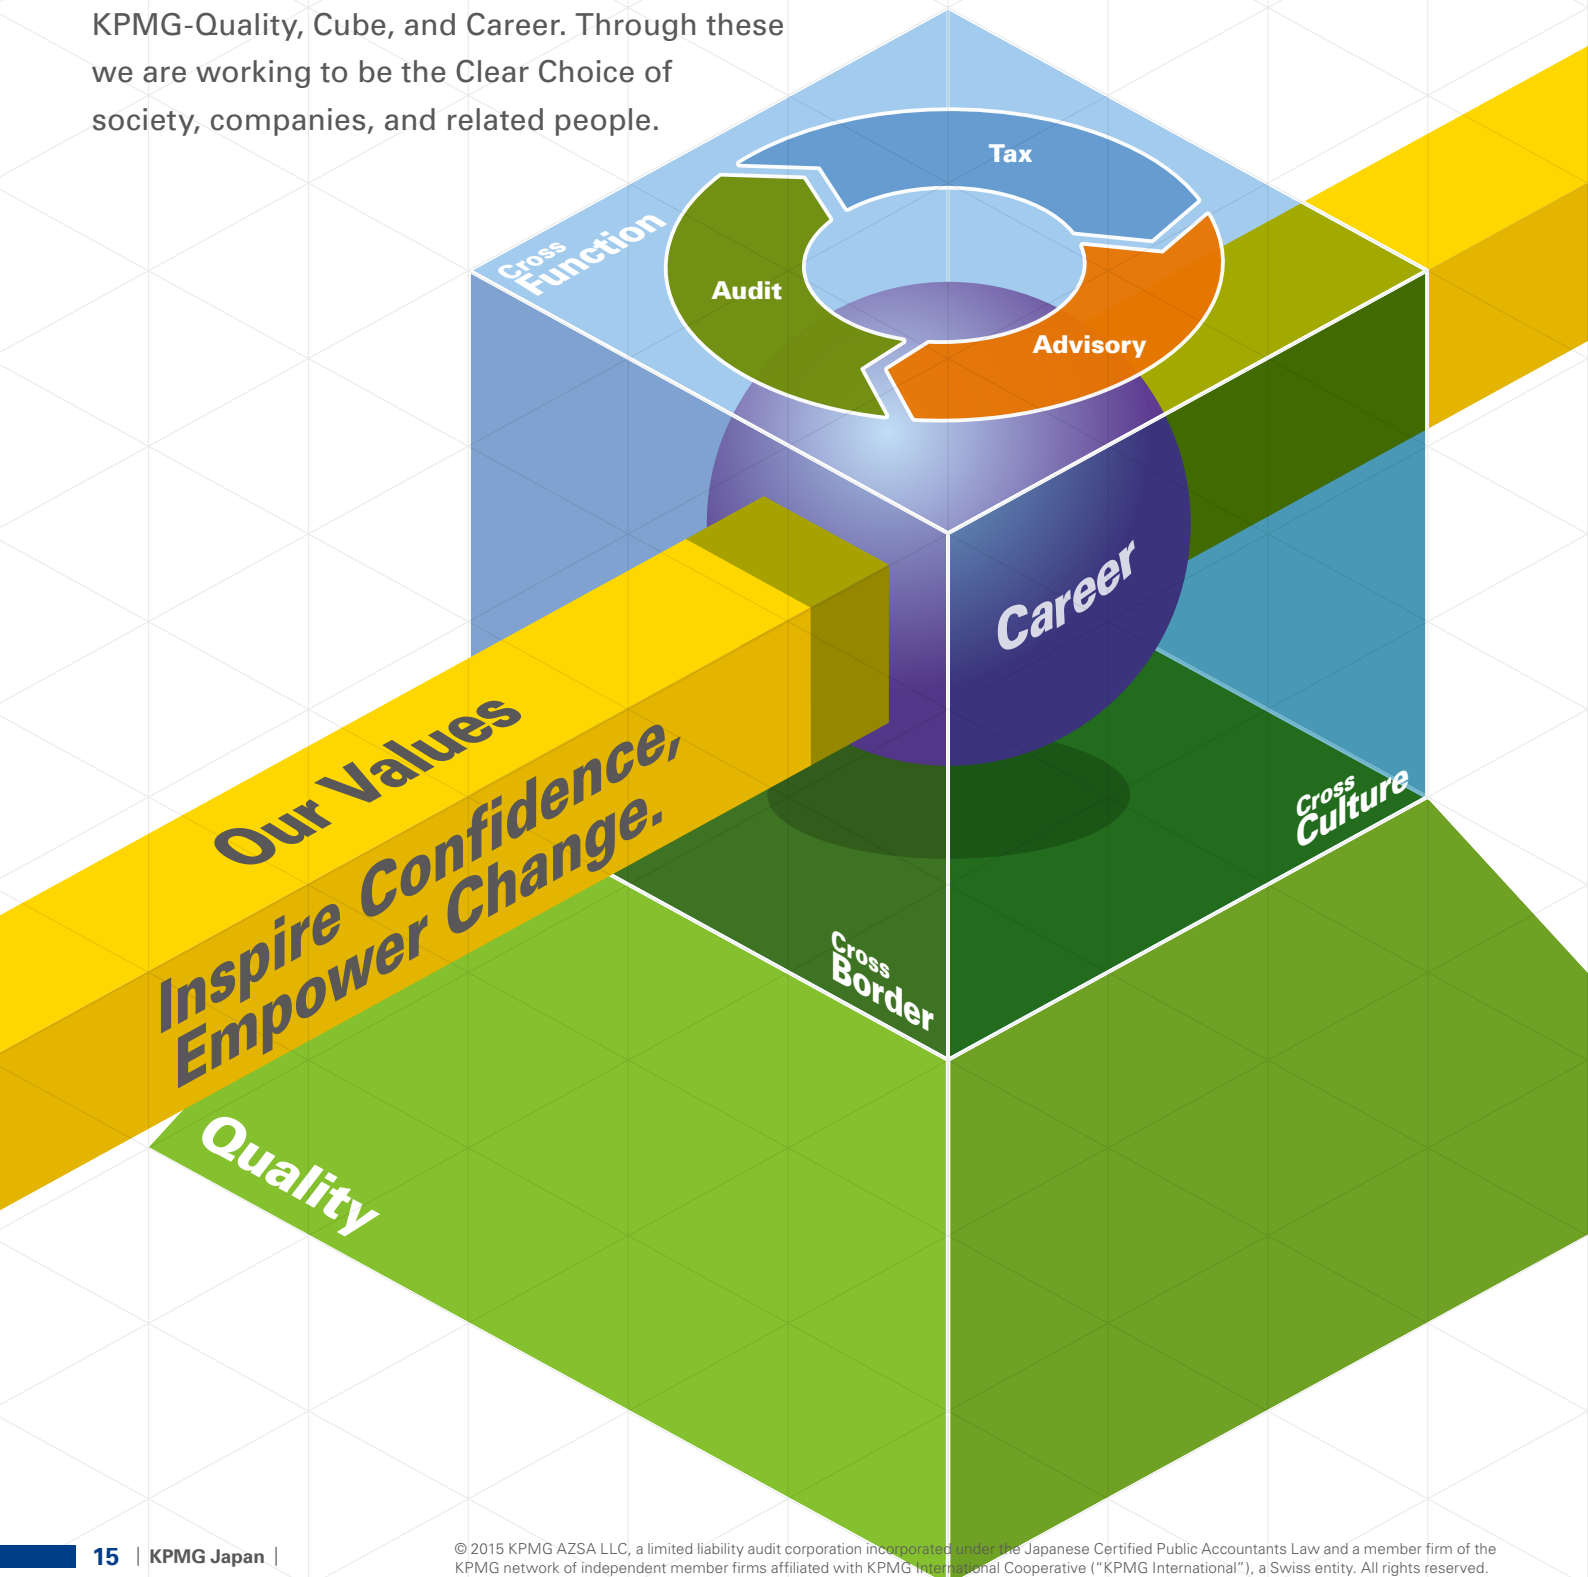 KPMG-Quality, Cube, and Career. Through these
we are working to be the Clear Choice of
society, companies, and related people.
Tax
Cross
Function
Audit
Advisory
Career
Our Values
Inspire Confidence,
Empower Change.
Cross
Culture
Cross
Border
Quality
15 | KPMG Japan |
© 2015 KPMG AZSA LLC, a limited liability audit corporation incorporated under the Japanese Certified Public Accountants Law and a member firm of the
KPMG network of independent member firms affiliated with KPMG International Cooperative (“KPMG International”), a Swiss entity. All rights reserved.